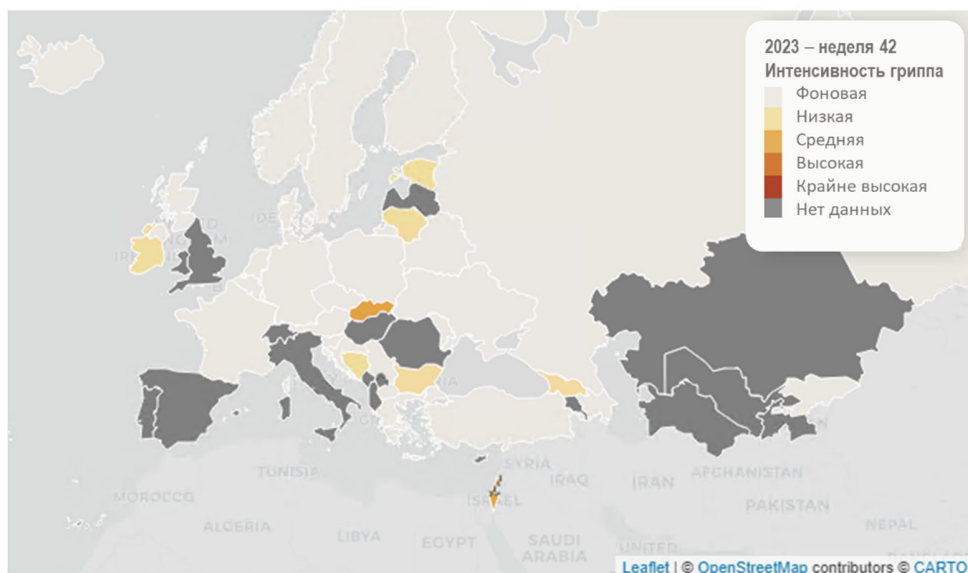 2023 – неделя 42
Интенсивность гриппа
Фоновая
Низкая
Средняя
Высокая
Крайне высокая
Нет данных
TUNISIA
MOROCCO
ALGERIA
LIBYA
EGYPT
ISRAEL
SYRIA
IRAQ
IRAN
AFGHANISTAN
PAKISTAN
NEPAL
SAUDI
ARABIA
UNITED
Leaflet | © OpenStreetMap contributors © CARTO